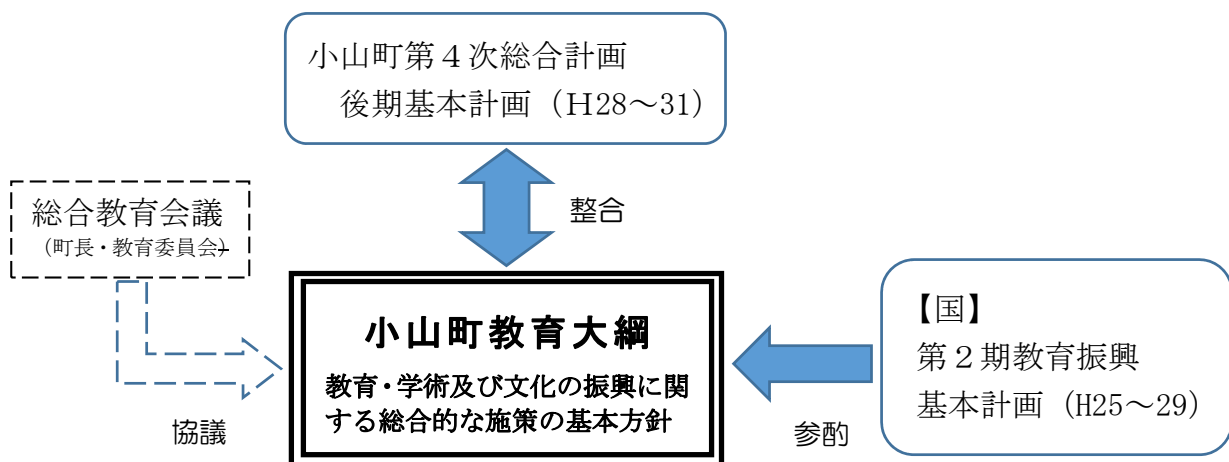 小山町第４次総合計画
後期基本計画（Ｈ28～31）
整合
総合教育会議
（町長・教育委員会）
協議
小山町教育大綱
教育・学術及び文化の振興に関
する総合的な施策の基本方針
参酌
【国】
第２期教育振興
基本計画（H25～29）